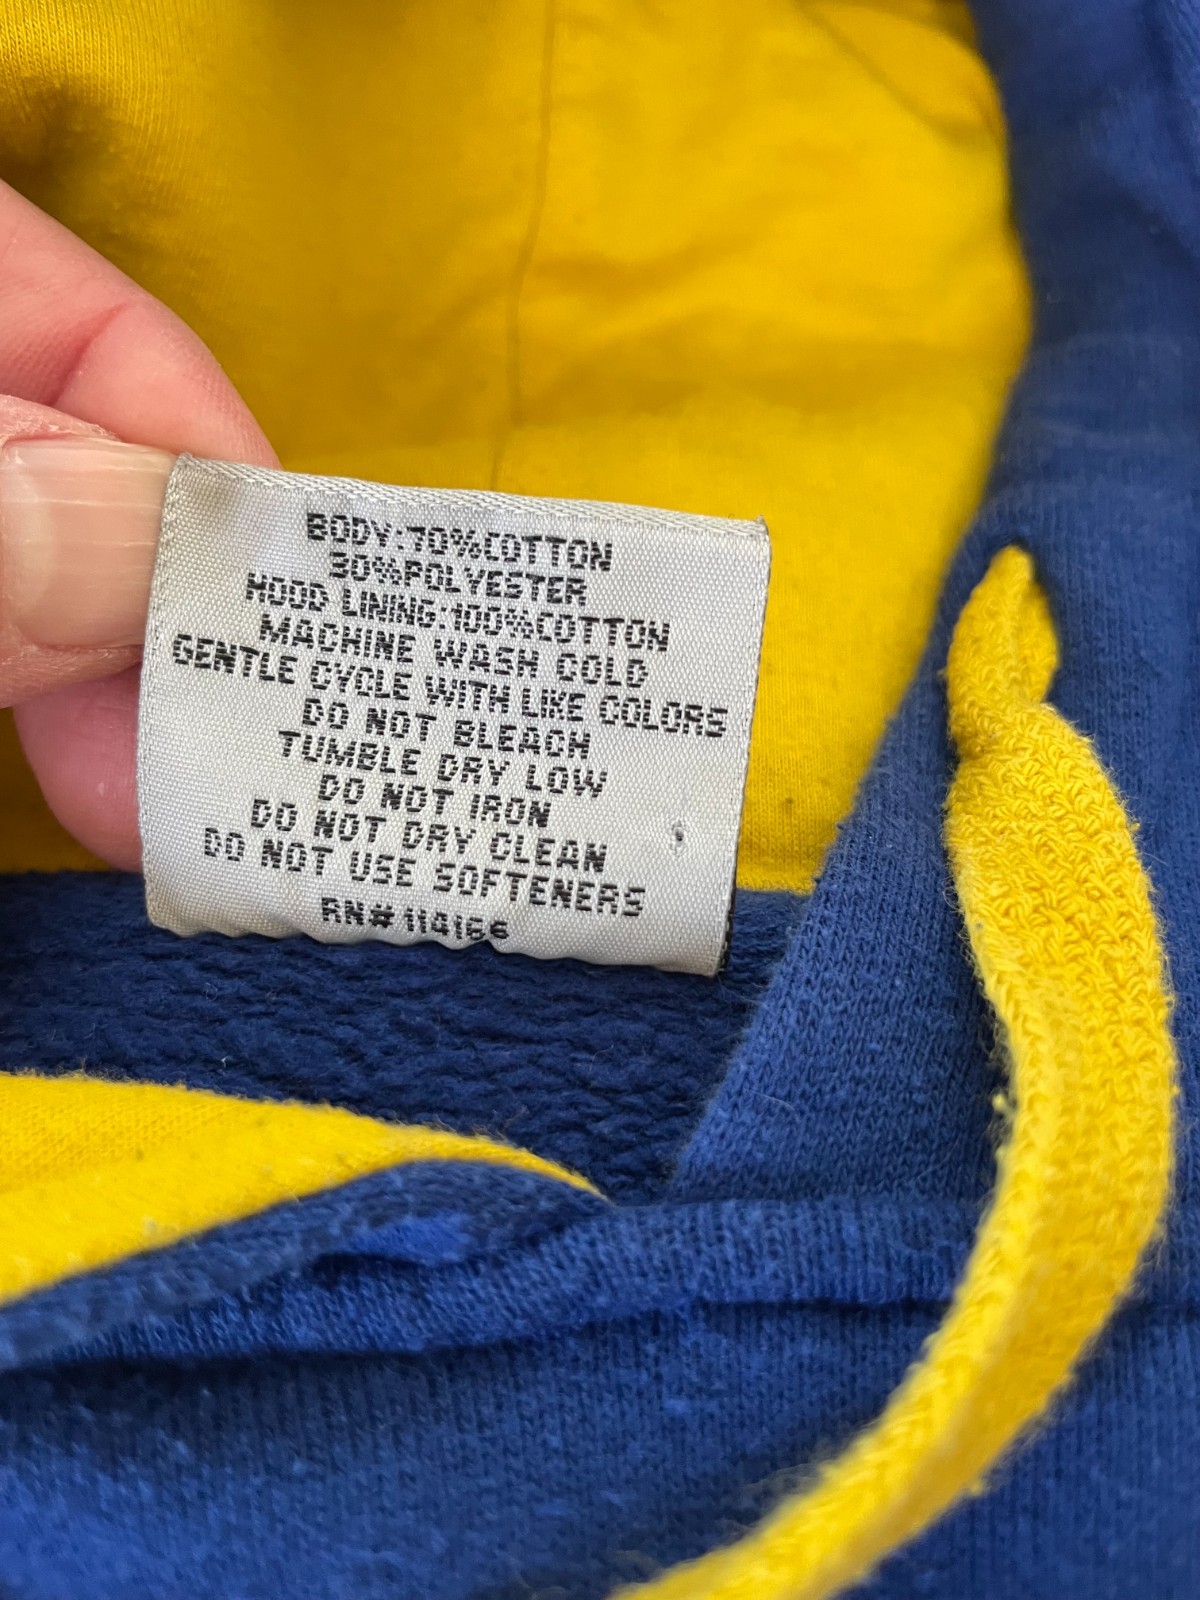 BODY:70%COTTON
30%POLYESTER
HOOD LINING:100%COTTON
MACHINE WASH COLD
GENTLE CYCLE WITH LIKE COLORS
DO NOT BLEACH
TUMBLE DRY LOW
DO NOT IRON
DO NOT DRY CLEAN
DO NOT USE SOFTENERS
RN#114166